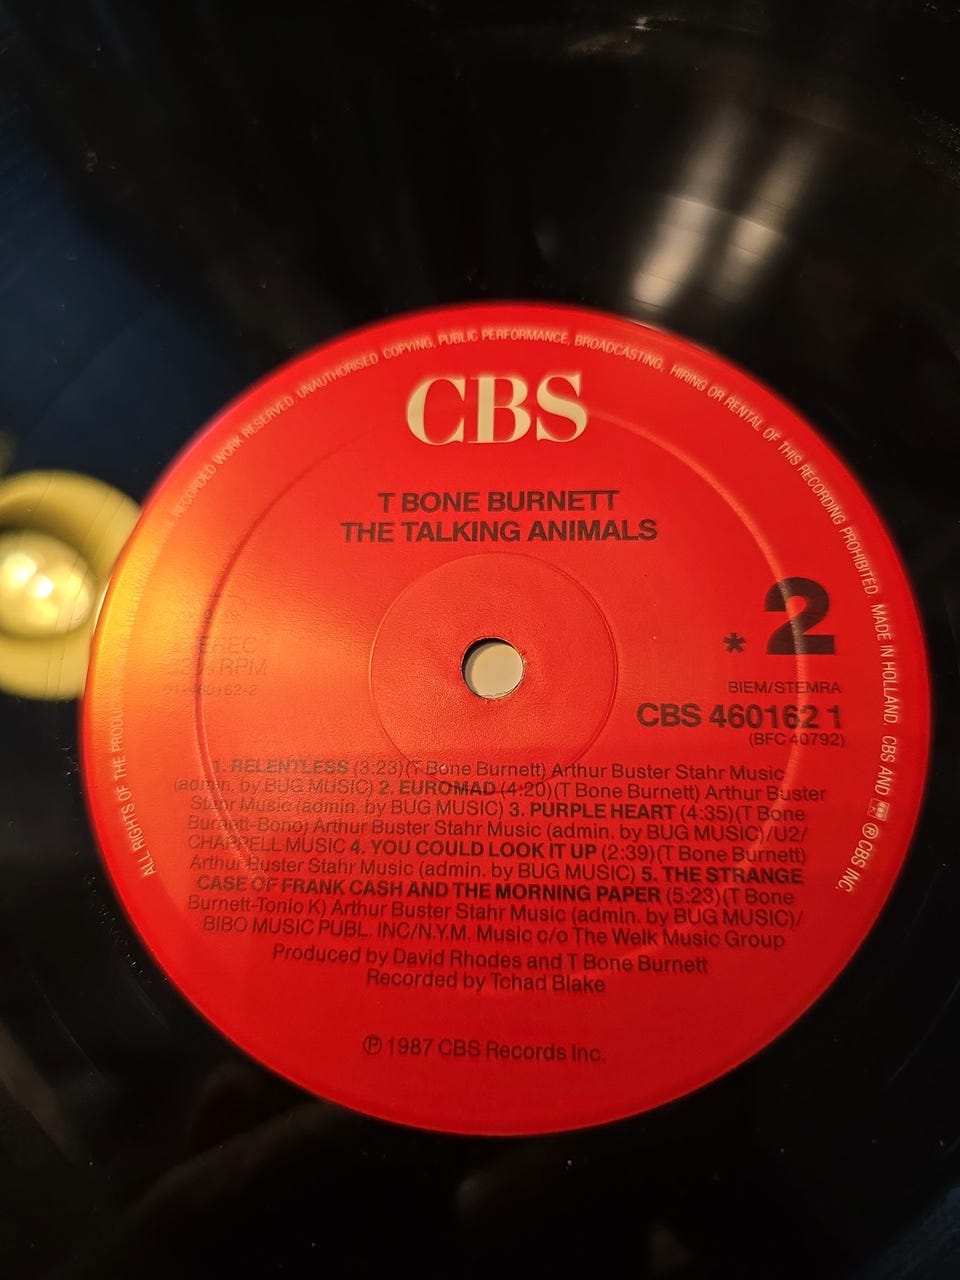 ALL RIGHTS OF THE RECORDED WORK RESERVED UNAUTHORISED COPYING, PUBLIC PERFORMANCE, BROADCASTING, HIRING OR RENTAL OF THIS RECORDING PROHIBITED. MADE IN HOLLAND. CBS AND ® CBS INC.
CBS
T BONE BURNETT
THE TALKING ANIMALS
* 2
RPM
BIEM/STEMRA
CBS 460162 1
(BFC 40792)
1. RELENTLESS (3:23)(T Bone Burnett) Arthur Buster Stahr Music
(admin. by BUG MUSIC) 2. EUROMAD (4:20)(T Bone Burnett) Arthur Buster
Stahr Music (admin. by BUG MUSIC) 3. PURPLE HEART (4:35)(T Bone
Burnett-Bono) Arthur Buster Stahr Music (admin. by BUG MUSIC)/U2/
CHAPPELL MUSIC 4. YOU COULD LOOK IT UP (2:39)(T Bone Burnett)
Arthur Buster Stahr Music (admin. by BUG MUSIC) 5. THE STRANGE
CASE OF FRANK CASH AND THE MORNING PAPER (5:23)(T Bone
Burnett-Tonio K) Arthur Buster Stahr Music (admin. by BUG MUSIC)/
BIBO MUSIC PUBL. INC/N.Y.M. Music c/o The Welk Music Group
Produced by David Rhodes and T Bone Burnett
Recorded by Tchad Blake
℗ 1987 CBS Records Inc.